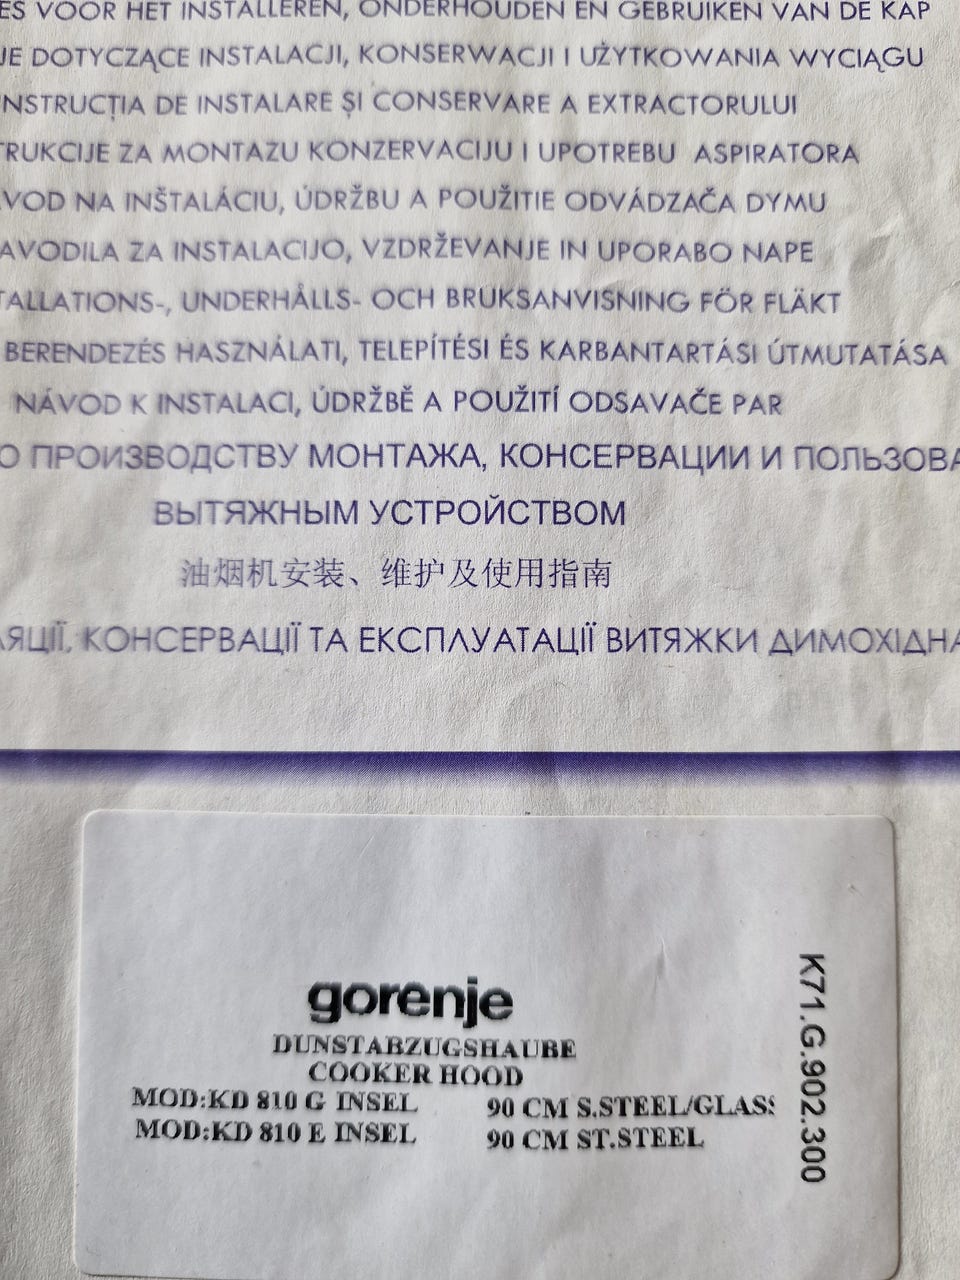 ES VOOR HET INSTALLEREN, ONDERHOUDEN EN GEBRUIKEN VAN DE KAP
JE DOTYCZĄCE INSTALACJI, KONSERWACJI I UŻYTKOWANIA WYCIĄGU
INSTRUCȚIA DE INSTALARE ȘI CONSERVARE A EXTRACTORULUI
TRUKCIJE ZA MONTAZU KONZERVACIJU I UPOTREBU ASPIRATORA
VOD NA INŠTALÁCIU, ÚDRŽBU A POUŽITIE ODVÁDZAČA DYMU
AVODILA ZA INSTALACIJO, VZDRŽEVANJE IN UPORABO NAPE
TALLATIONS-, UNDERHÅLLS- OCH BRUKSANVISNING FÖR FLÄKT
BERENDEZÉS HASZNÁLATI, TELEPÍTÉSI ÉS KARBANTARTÁSI ÚTMUTATÁSA
NÁVOD K INSTALACI, ÚDRŽBĚ A POUŽITÍ ODSAVAČE PAR
О ПРОИЗВОДСТВУ МОНТАЖА, КОНСЕРВАЦИИ И ПОЛЬЗОВА
ВЫТЯЖНЫМ УСТРОЙСТВОМ
油烟机安装、维护及使用指南
ЛЯЦІЇ, КОНСЕРВАЦІЇ ТА ЕКСПЛУАТАЦІЇ ВИТЯЖКИ ДИМОХІДНА
gorenje
DUNSTABZUGSHAUBE
COOKER HOOD
MOD:KD 810 G INSEL 90 CM S.STEEL/GLASS
MOD:KD 810 E INSEL 90 CM ST.STEEL
K71.G.902.300